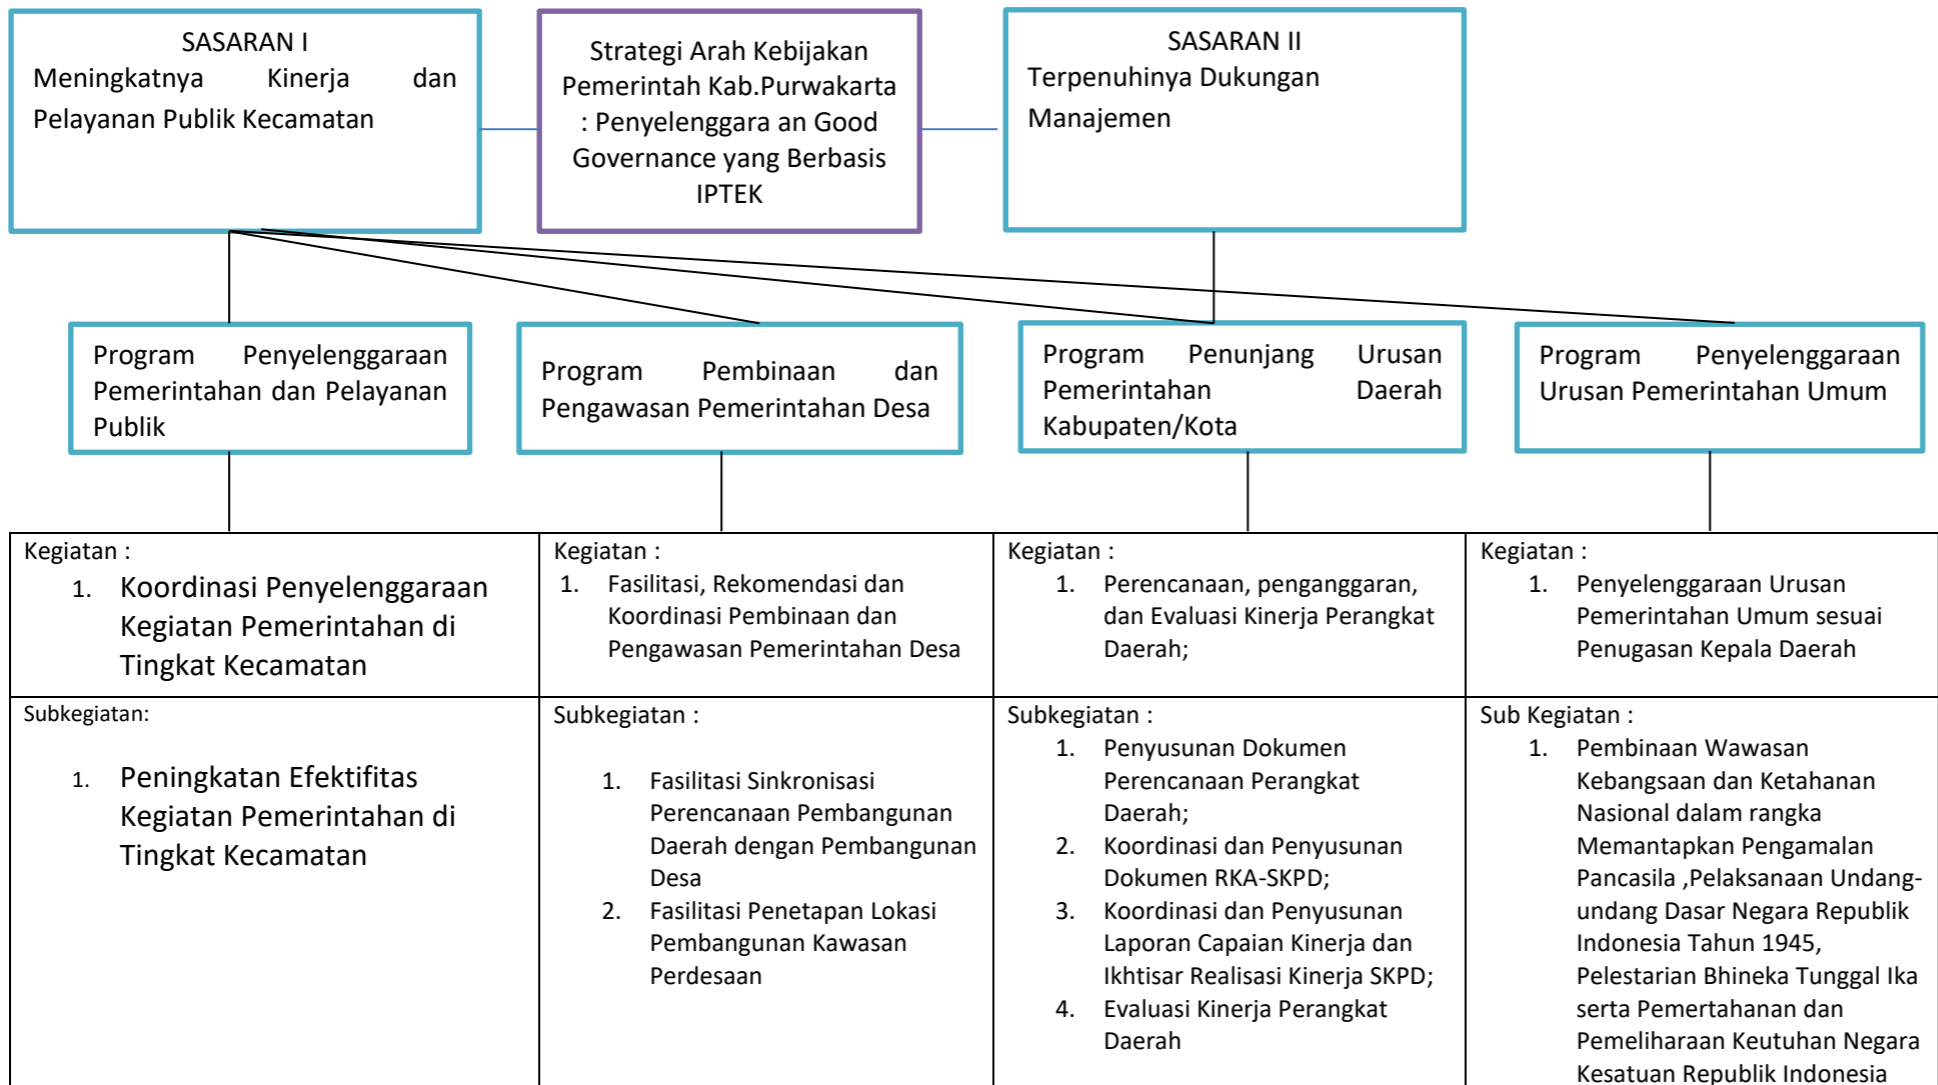 SASARAN I
Meningkatnya Kinerja dan
Pelayanan Publik Kecamatan
Strategi Arah Kebijakan
Pemerintah Kab.Purwakarta
: Penyelenggara an Good
Governance yang Berbasis
IPTEK
SASARAN II
Terpenuhinya Dukungan
Manajemen
Program Penyelenggaraan
Pemerintahan dan Pelayanan
Publik
Program Pembinaan dan
Pengawasan Pemerintahan Desa
Program Penunjang Urusan
Pemerintahan Daerah
Kabupaten/Kota
Program Penyelenggaraan
Urusan Pemerintahan Umum
Kegiatan :
1. Koordinasi Penyelenggaraan
Kegiatan Pemerintahan di
Tingkat Kecamatan
Kegiatan :
1. Fasilitasi, Rekomendasi dan
Koordinasi Pembinaan dan
Pengawasan Pemerintahan Desa
Kegiatan :
1. Perencanaan, penganggaran,
dan Evaluasi Kinerja Perangkat
Daerah;
Kegiatan :
1. Penyelenggaraan Urusan
Pemerintahan Umum sesuai
Penugasan Kepala Daerah
Subkegiatan:
1. Peningkatan Efektifitas
Kegiatan Pemerintahan di
Tingkat Kecamatan
Subkegiatan :
1. Fasilitasi Sinkronisasi
Perencanaan Pembangunan
Daerah dengan Pembangunan
Desa
2. Fasilitasi Penetapan Lokasi
Pembangunan Kawasan
Perdesaan
Subkegiatan :
1. Penyusunan Dokumen
Perencanaan Perangkat
Daerah;
2. Koordinasi dan Penyusunan
Dokumen RKA-SKPD;
3. Koordinasi dan Penyusunan
Laporan Capaian Kinerja dan
Ikhtisar Realisasi Kinerja SKPD;
4. Evaluasi Kinerja Perangkat
Daerah
Sub Kegiatan :
1. Pembinaan Wawasan
Kebangsaan dan Ketahanan
Nasional dalam rangka
Memantapkan Pengamalan
Pancasila ,Pelaksanaan Undang-
undang Dasar Negara Republik
Indonesia Tahun 1945,
Pelestarian Bhineka Tunggal Ika
serta Pemertahanan dan
Pemeliharaan Keutuhan Negara
Kesatuan Republik Indonesia